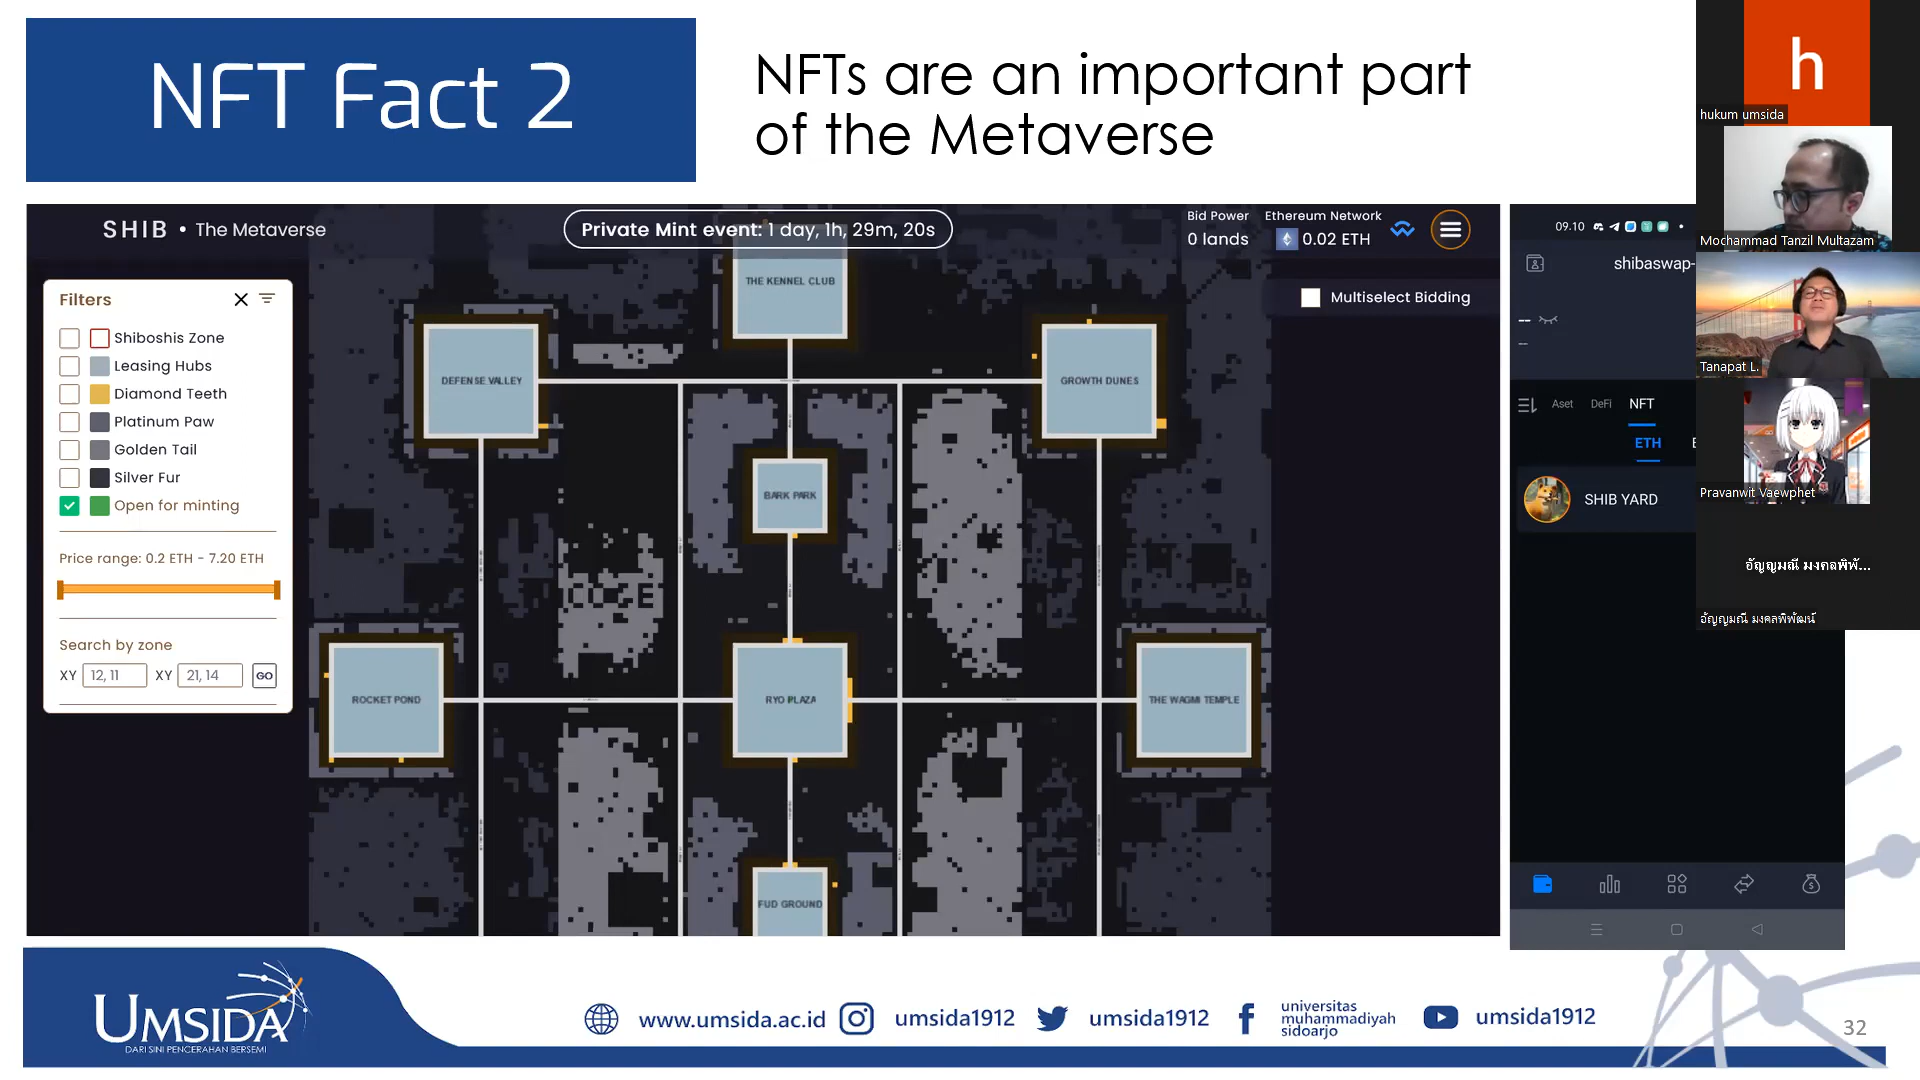 NFT Fact 2
NFTs are an important part
of the Metaverse
SHIB • The Metaverse
Private Mint event: 1 day, 1h, 29m, 20s
Bid Power
0 lands
Ethereum Network
0.02 ETH
Multiselect Bidding
Filters
Shiboshis Zone
Leasing Hubs
Diamond Teeth
Platinum Paw
Golden Tail
Silver Fur
Open for minting
Price range: 0.2 ETH - 7.20 ETH
Search by zone
XY 12, 11 XY 21, 14 GO
THE KENNEL CLUB
DEFENSE VALLEY
GROWTH DUNES
BARK PARK
ROCKET POND
RYO PLAZA
THE WAGMI TEMPLE
FUD GROUND
09.10
shibaswap-
--
--
Aset DeFi NFT
ETH
SHIB YARD
h
hukum umsida
Mochammad Tanzil Multazam
Tanapat L.
Pravanwit Vaewphet
อัญญมณี มงคลพิพั...
อัญญมณี มงคลพิพัฒน์
UMSIDA
DARI SINI PENCERAHAN BERSEMI
www.umsida.ac.id
umsida1912
umsida1912
universitas
muhammadiyah
sidoarjo
umsida1912
32